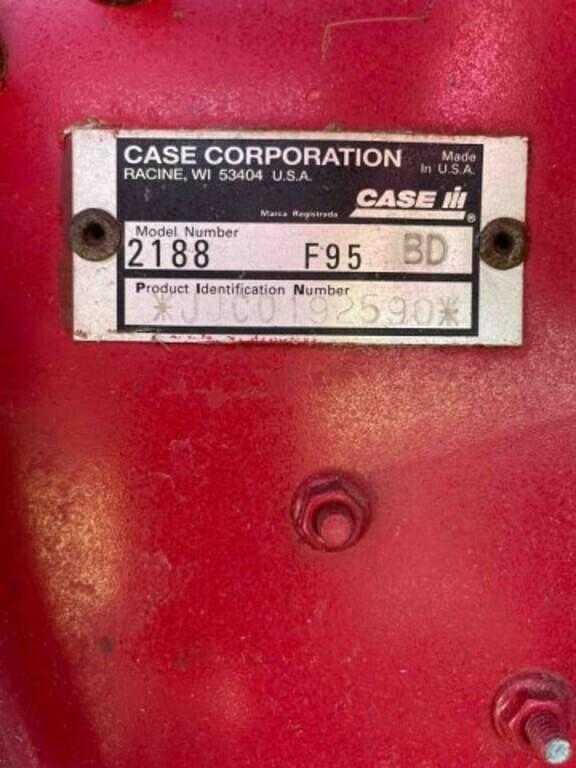 CASE CORPORATION
RACINE, WI 53404 U.S.A.
Made
In U.S.A.
Marca Registrada
CASE IH ®
Model Number
2188 F95 BD
Product Identification Number
*JJC0192590*